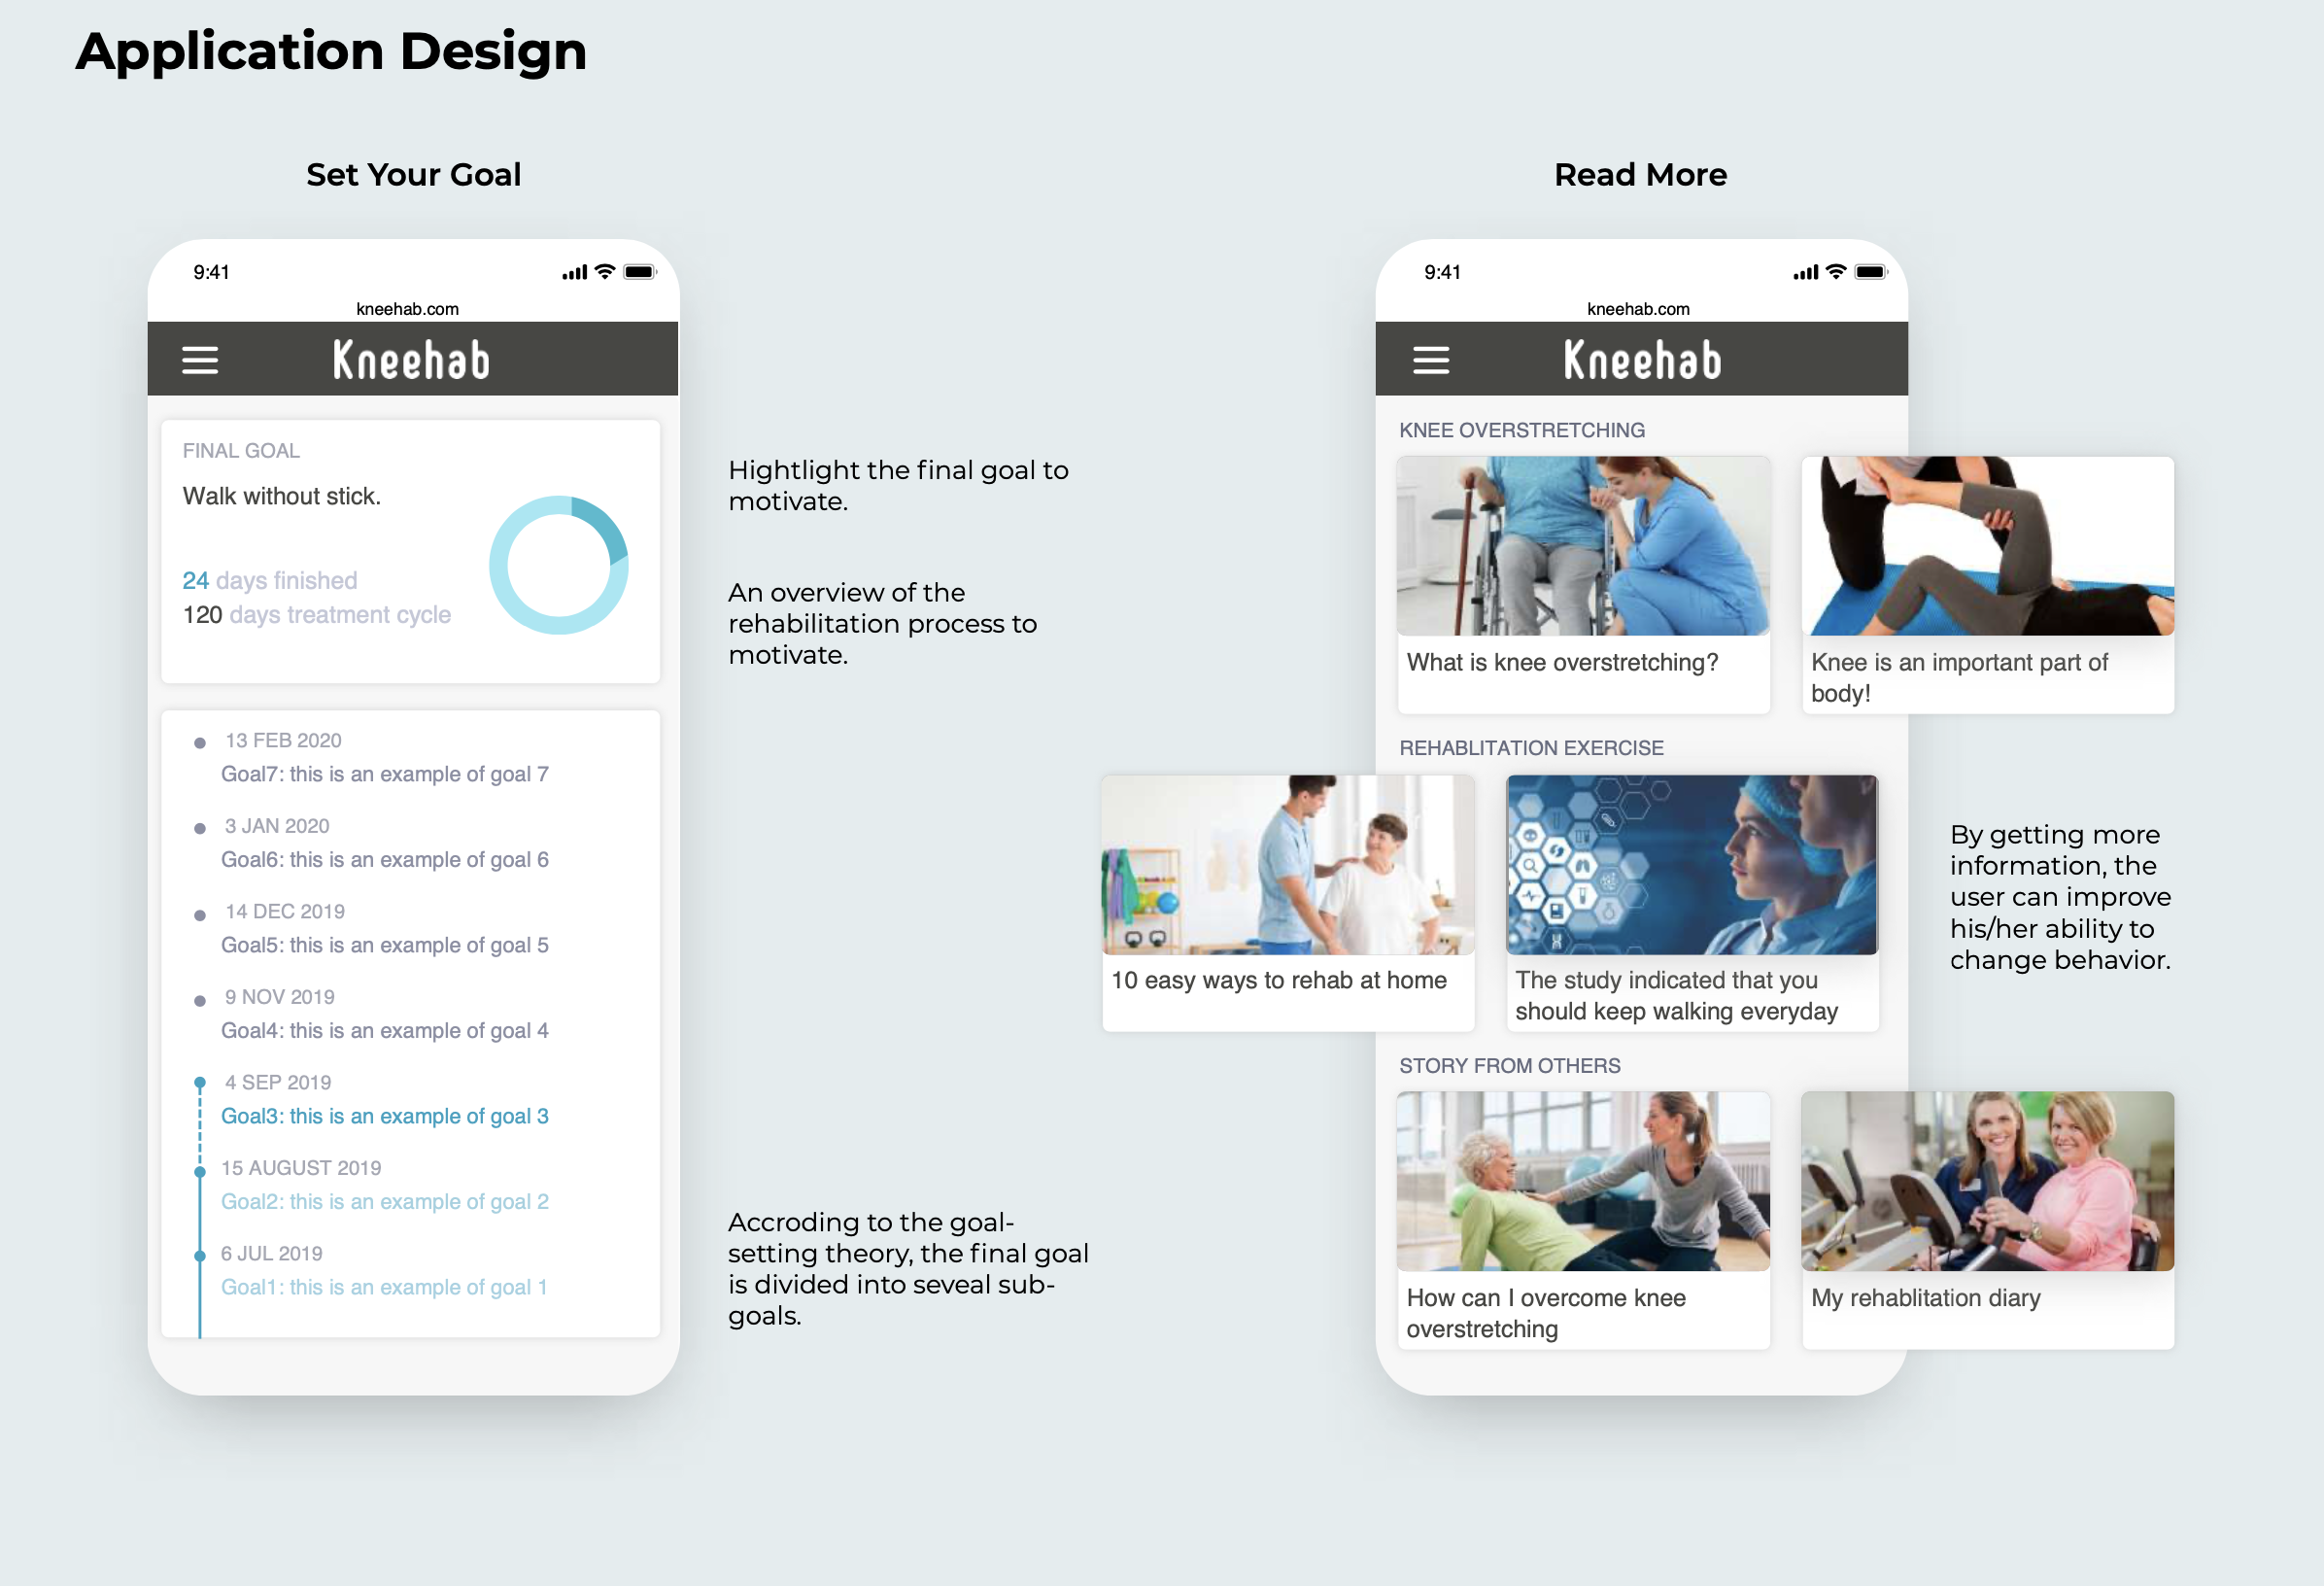 Application Design
Set Your Goal
9:41
kneehab.com
Kneehab
FINAL GOAL
Walk without stick.
24 days finished
120 days treatment cycle
13 FEB 2020
Goal7: this is an example of goal 7
3 JAN 2020
Goal6: this is an example of goal 6
14 DEC 2019
Goal5: this is an example of goal 5
9 NOV 2019
Goal4: this is an example of goal 4
4 SEP 2019
Goal3: this is an example of goal 3
15 AUGUST 2019
Goal2: this is an example of goal 2
6 JUL 2019
Goal1: this is an example of goal 1
Hightlight the final goal to
motivate.
An overview of the
rehabilitation process to
motivate.
Accroding to the goal-
setting theory, the final goal
is divided into seveal sub-
goals.
Read More
9:41
kneehab.com
Kneehab
KNEE OVERSTRETCHING
What is knee overstretching?
Knee is an important part of
body!
REHABLITATION EXERCISE
10 easy ways to rehab at home
The study indicated that you
should keep walking everyday
STORY FROM OTHERS
How can I overcome knee
overstretching
My rehablitation diary
By getting more
information, the
user can improve
his/her ability to
change behavior.